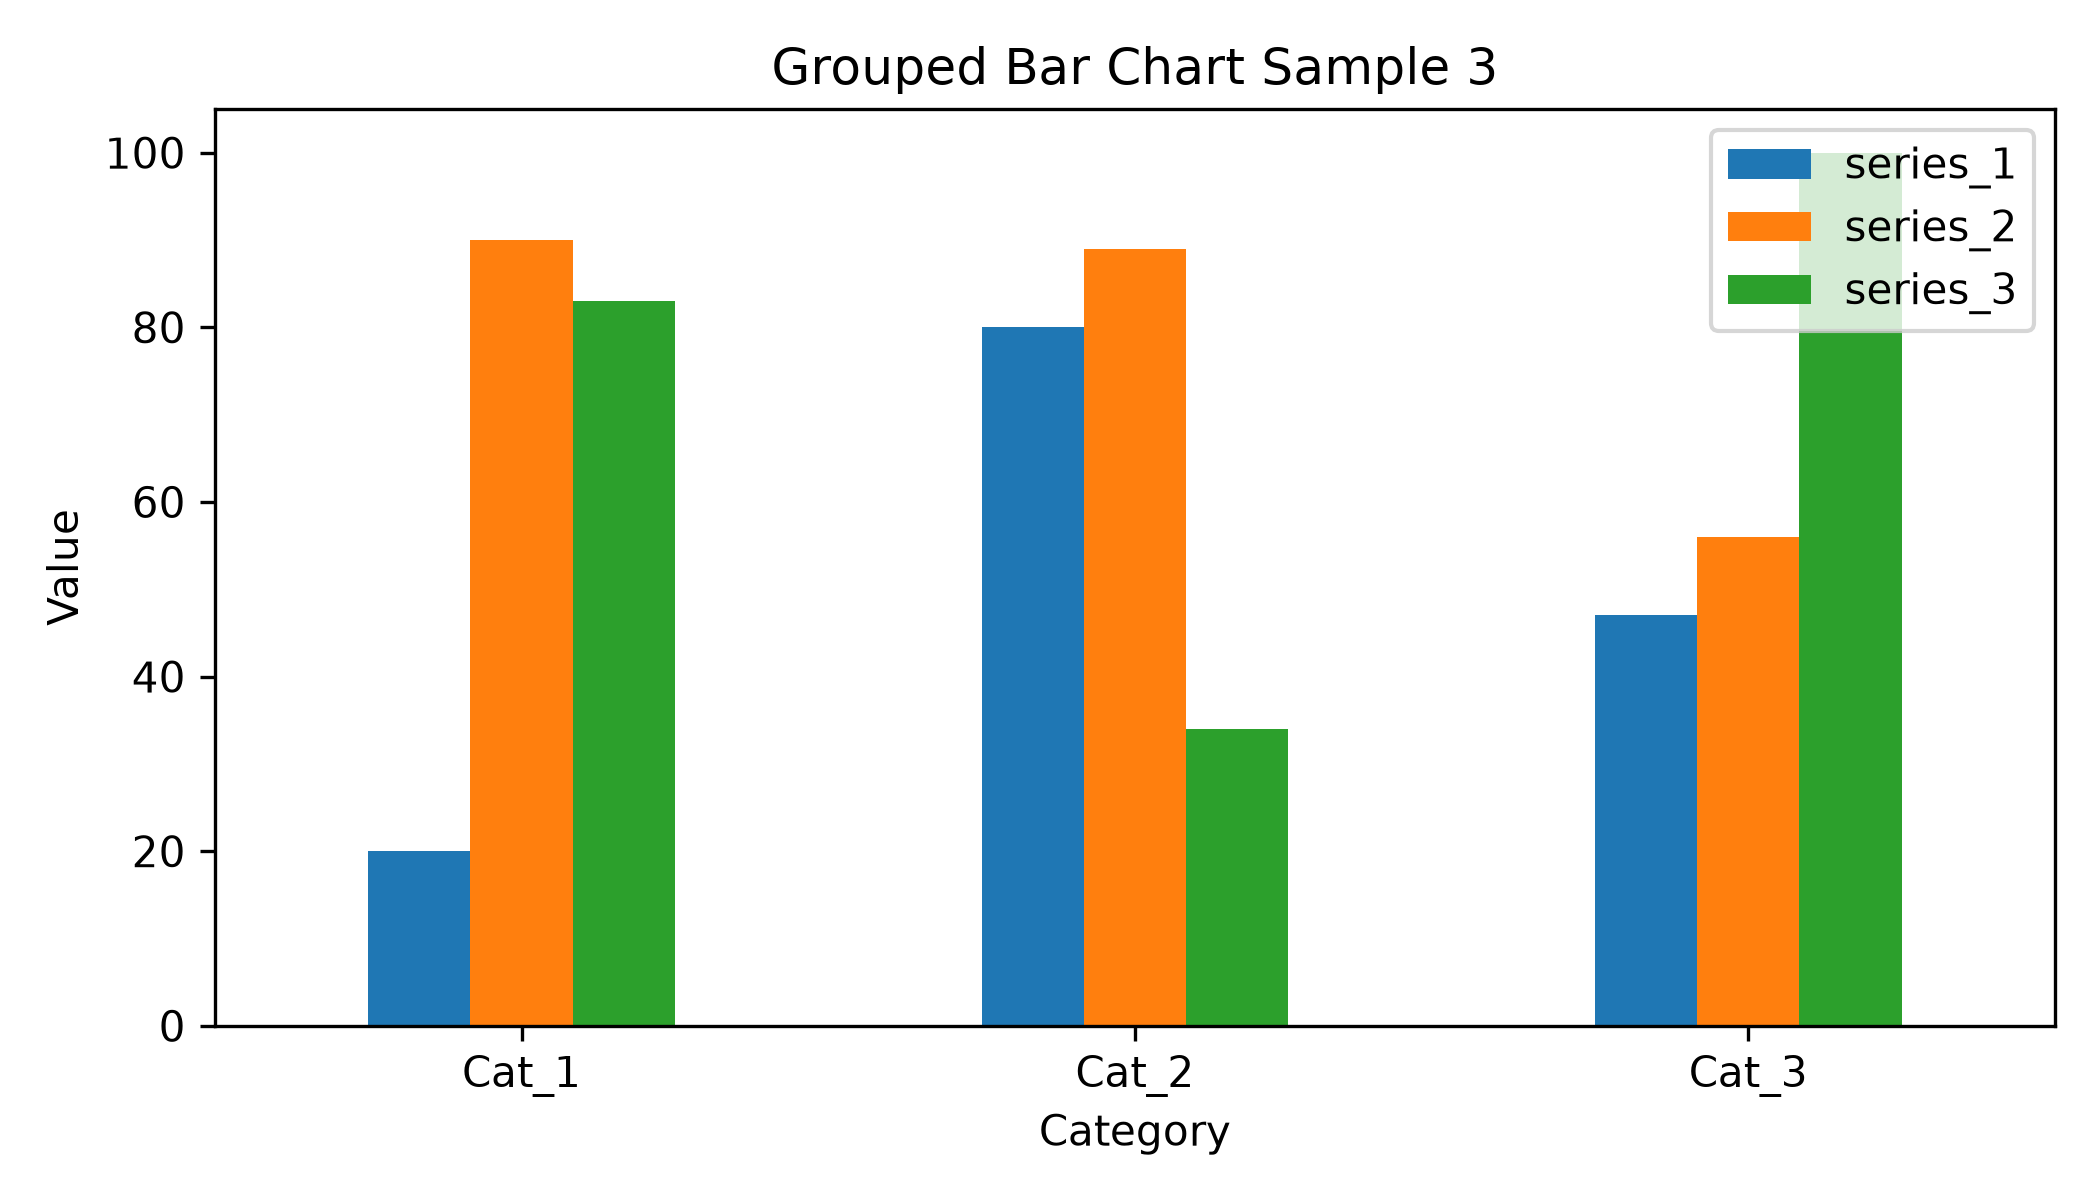 Grouped Bar Chart Sample 3
100
80
60
40
20
0
Value
series_1
series_2
series_3
Cat_1
Cat_2
Cat_3
Category